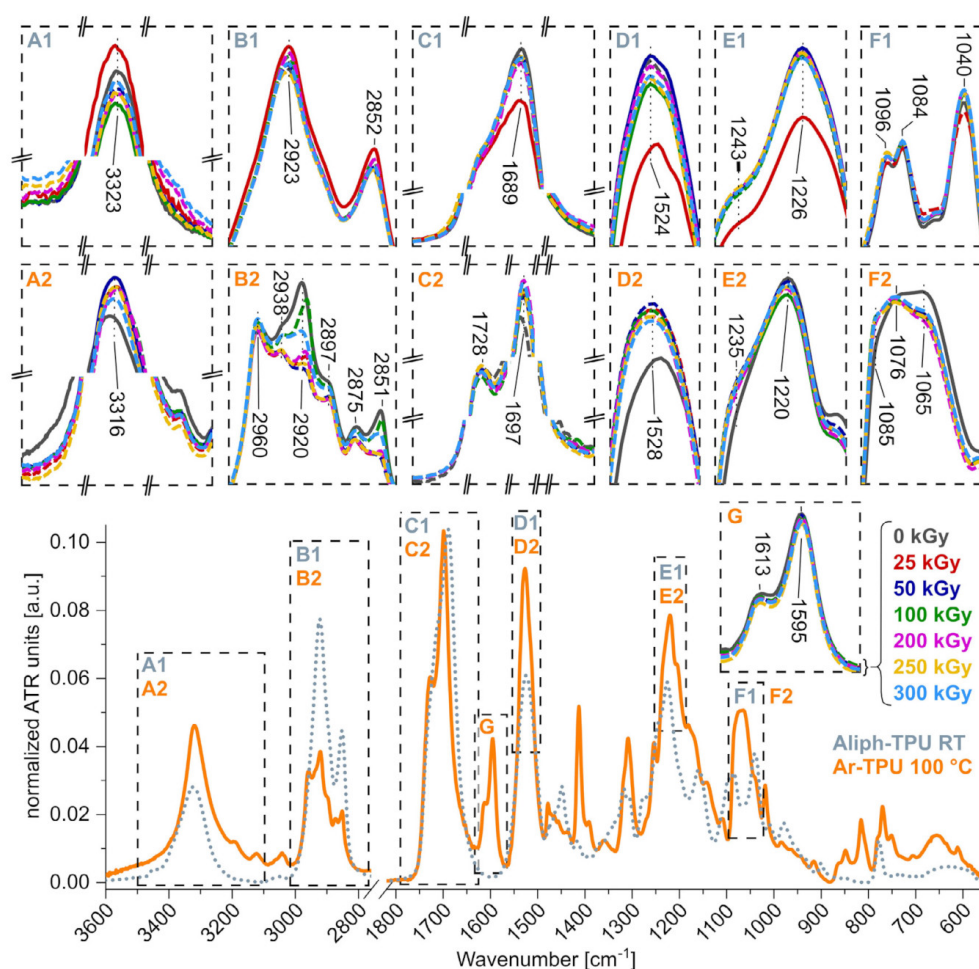 A1
B1
C1
D1
E1
F1
3323
2923
2852
1689
1524
1243
1226
1096
1084
1040
A2
B2
C2
D2
E2
F2
3316
2960
2938
2920
2897
2875
2851
1728
1697
1528
1235
1220
1085
1076
1065
normalized ATR units [a.u.]
0.10
0.08
0.06
0.04
0.02
0.00
A1
A2
B1
B2
C1
C2
D1
D2
E1
E2
G
F1
F2
G
1613
1595
0 kGy
25 kGy
50 kGy
100 kGy
200 kGy
250 kGy
300 kGy
Aliph-TPU RT
Ar-TPU 100 °C
3600 3400 3200 3000 1800 1700 1600 1500 1400 1300 1200 1100 1000 900 800 700 600
Wavenumber [cm-1]